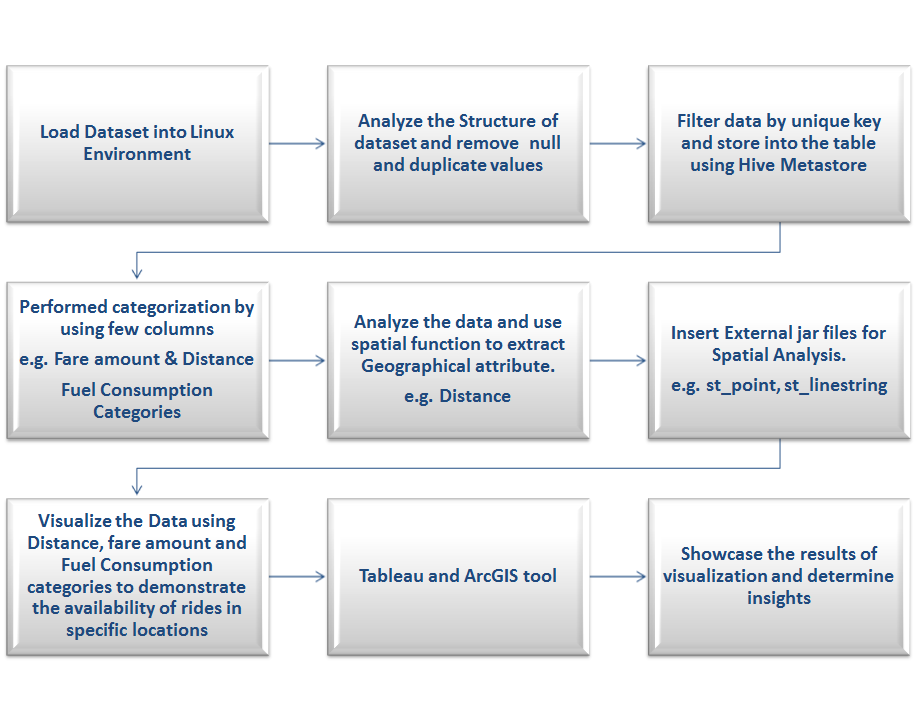 Load Dataset into Linux
Environment
Analyze the Structure of
dataset and remove null
and duplicate values
Filter data by unique key
and store into the table
using Hive Metastore
Performed categorization by
using few columns
e.g. Fare amount & Distance
Fuel Consumption
Categories
Analyze the data and use
spatial function to extract
Geographical attribute.
e.g. Distance
Insert External jar files for
Spatial Analysis.
e.g. st_point, st_linestring
Visualize the Data using
Distance, fare amount and
Fuel Consumption
categories to demonstrate
the availability of rides in
specific locations
Tableau and ArcGIS tool
Showcase the results of
visualization and determine
insights